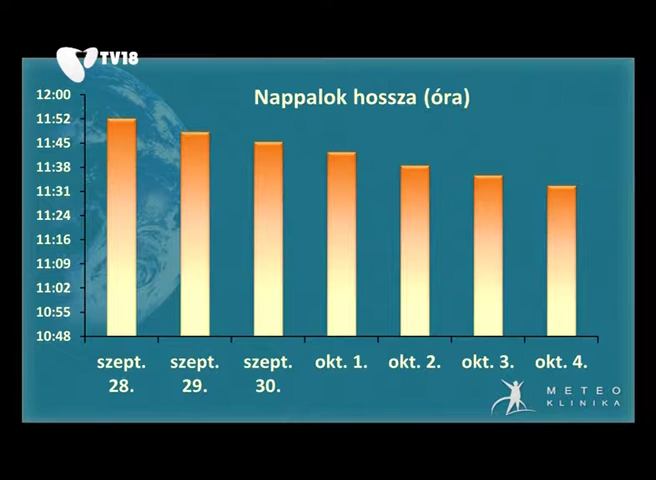 TV18
Nappalok hossza (óra)
12:00
11:52
11:45
11:38
11:31
11:24
11:16
11:09
11:02
10:55
10:48
szept. 28.
szept. 29.
szept. 30.
okt. 1.
okt. 2.
okt. 3.
okt. 4.
METEO
KLINIKA